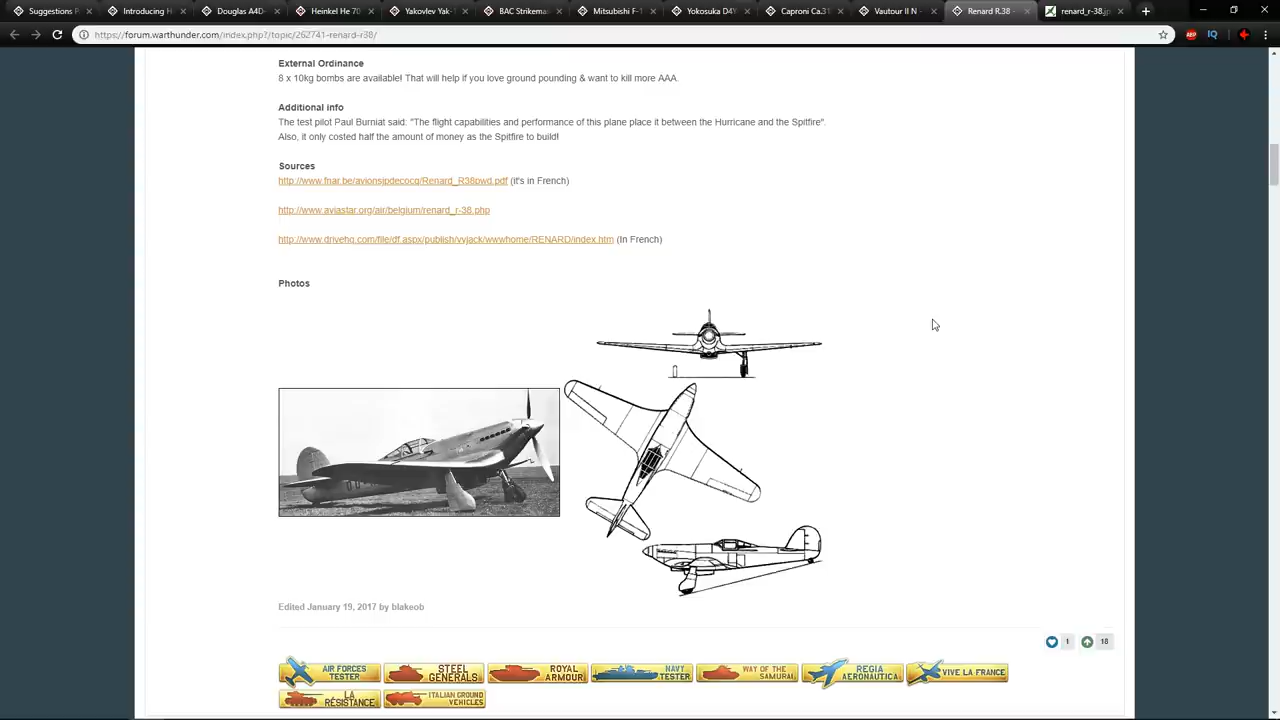 Suggestions R
Introducing H
Douglas A4D-
Heinkel He 70
Yakovlev Yak-
BAC Strikemas
Mitsubishi F-1
Yokosuka D4Y
Caproni Ca.31
Vautour II N -
Renard R.38 -
renard_r-38.jp
https://forum.warthunder.com/index.php?/topic/262741-renard-r38/
External Ordinance
8 x 10kg bombs are available! That will help if you love ground pounding & want to kill more AAA.
Additional info
The test pilot Paul Burniat said: "The flight capabilities and performance of this plane place it between the Hurricane and the Spitfire".
Also, it only costed half the amount of money as the Spitfire to build!
Sources
http://www.fnar.be/avionsjpdecocq/Renard_R38pwd.pdf (it's in French)
http://www.aviastar.org/air/belgium/renard_r-38.php
http://www.drivehq.com/file/df.aspx/publish/vvjack/wwwhome/RENARD/index.htm (In French)
Photos
Edited January 19, 2017 by blakeob
1
18
AIR FORCES TESTER
STEEL GENERALS
ROYAL ARMOUR
NAVY TESTER
WAY OF THE SAMURAI
REGIA AERONAUTICA
VIVE LA FRANCE
LA RÉSISTANCE
ITALIAN GROUND VEHICLES